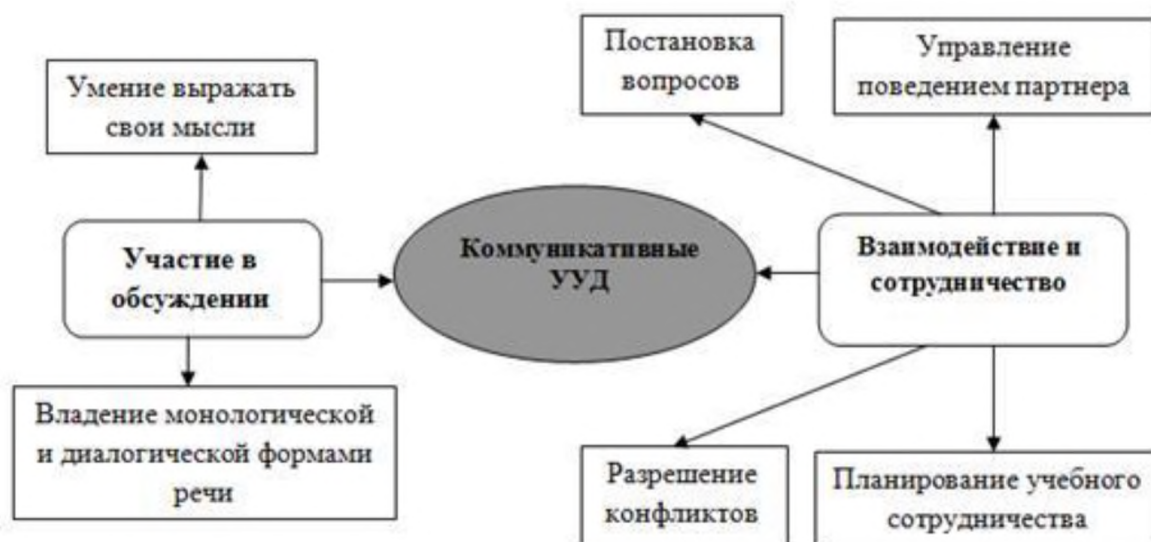 Постановка
вопросов
Управление
поведением партнера
Умение выражать
свои мысли
Участие в
обсуждении
Коммуникативные
УУД
Взаимодействие и
сотрудничество
Владение монологической
и диалогической формами
речи
Разрешение
конфликтов
Планирование учебного
сотрудничества